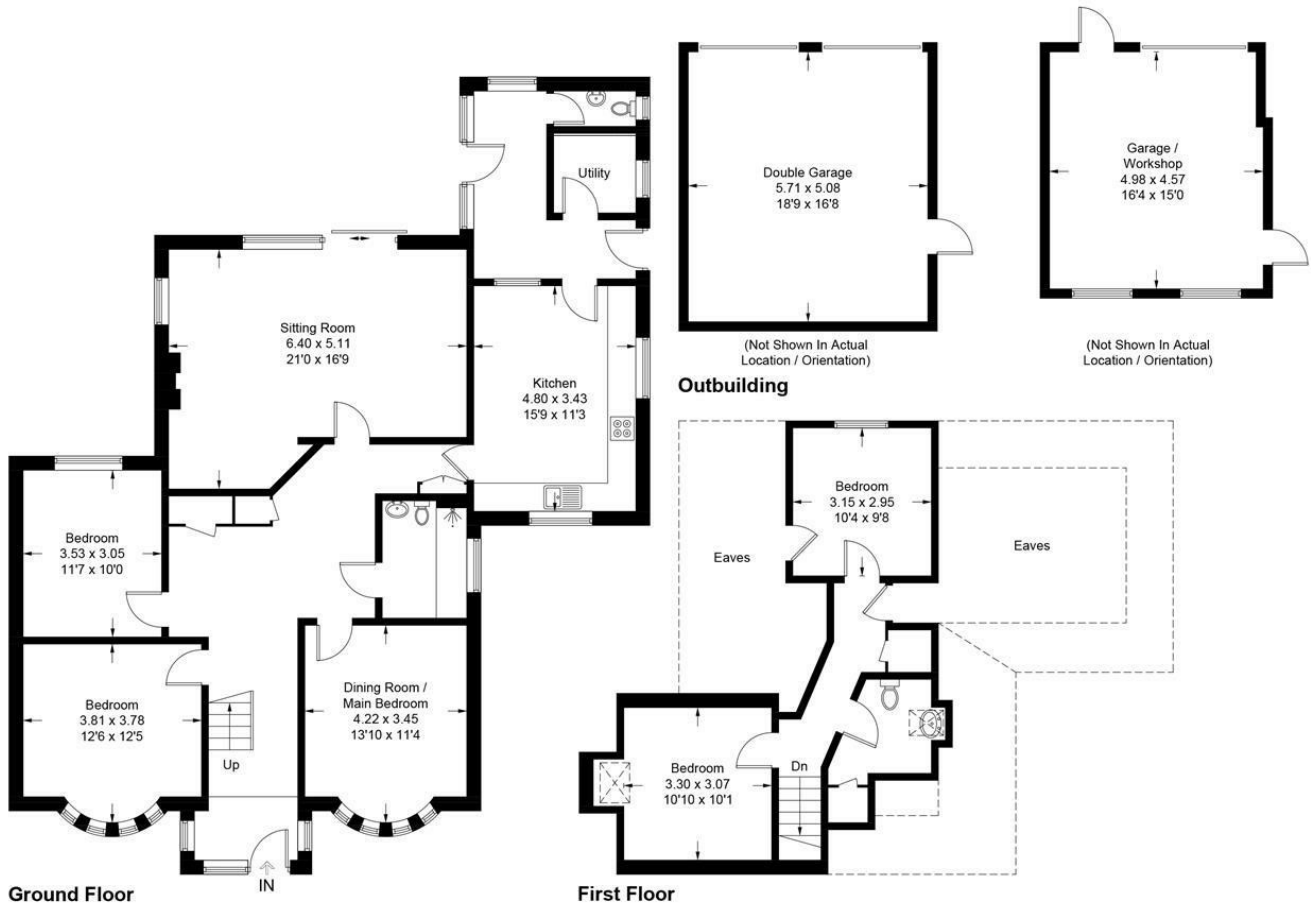 Utility
Sitting Room
6.40 x 5.11
21'0 x 16'9
Kitchen
4.80 x 3.43
15'9 x 11'3
Bedroom
3.53 x 3.05
11'7 x 10'0
Bedroom
3.81 x 3.78
12'6 x 12'5
Up
Dining Room /
Main Bedroom
4.22 x 3.45
13'10 x 11'4
IN
Ground Floor
Double Garage
5.71 x 5.08
18'9 x 16'8
(Not Shown In Actual
Location / Orientation)
Garage /
Workshop
4.98 x 4.57
16'4 x 15'0
(Not Shown In Actual
Location / Orientation)
Outbuilding
Bedroom
3.15 x 2.95
10'4 x 9'8
Eaves
Eaves
Bedroom
3.30 x 3.07
10'10 x 10'1
Dn
First Floor